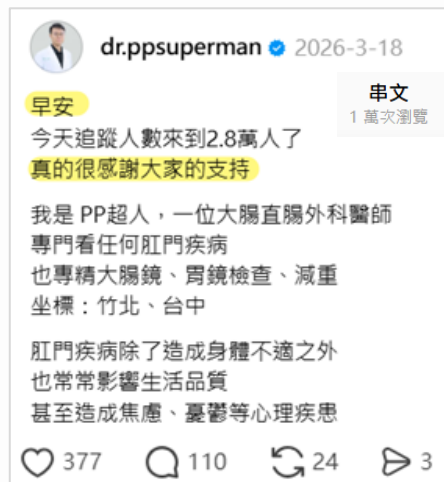 dr.ppsuperman 2026-3-18
串文
1 萬次瀏覽
早安
今天追蹤人數來到2.8萬人了
真的很感謝大家的支持
我是 PP超人，一位大腸直腸外科醫師
專門看任何肛門疾病
也專精大腸鏡、胃鏡檢查、減重
坐標：竹北、台中
肛門疾病除了造成身體不適之外
也常常影響生活品質
甚至造成焦慮、憂鬱等心理疾患
377 110 24 3